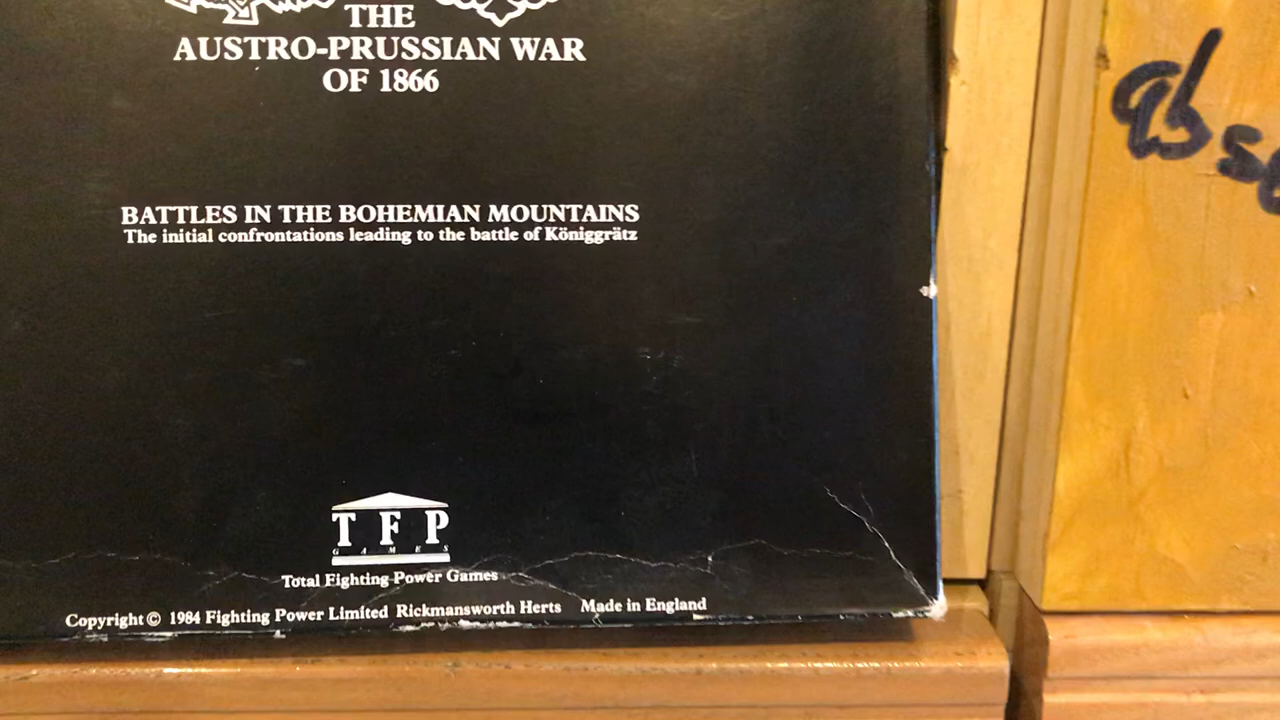 THE
AUSTRO-PRUSSIAN WAR
OF 1866
BATTLES IN THE BOHEMIAN MOUNTAINS
The initial confrontations leading to the battle of Königgrätz
T F P
GAMES
Total Fighting Power Games
Copyright © 1984 Fighting Power Limited Rickmansworth Herts Made in England